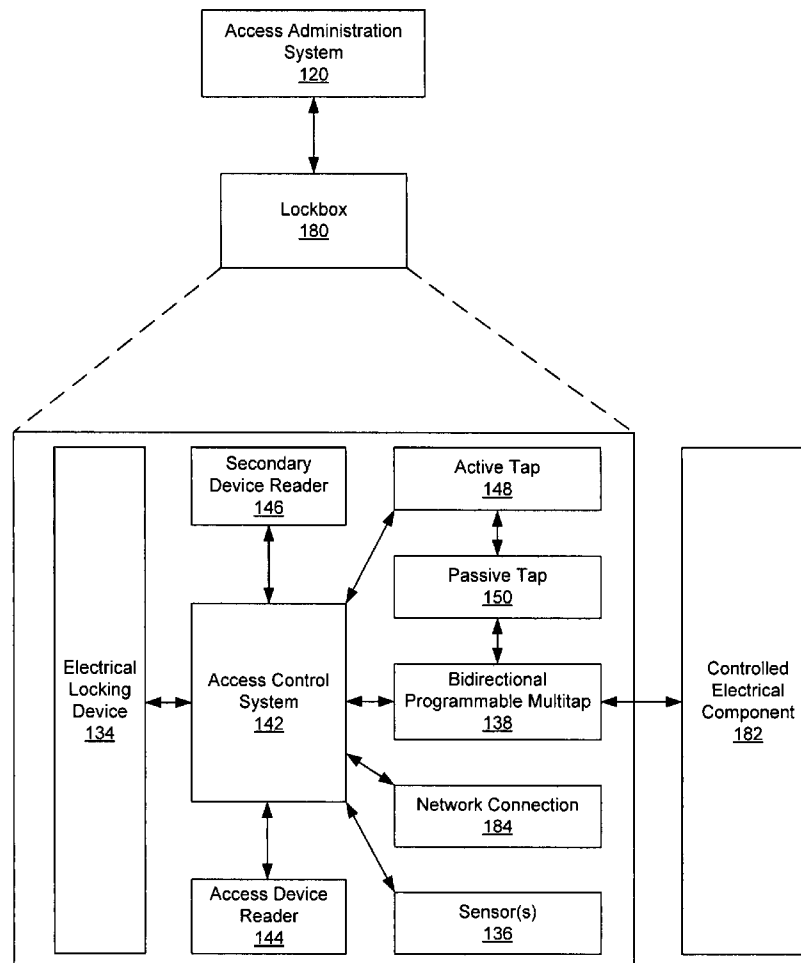 Access Administration
System
120
Lockbox
180
Secondary
Device Reader
146
Active Tap
148
Passive Tap
150
Electrical
Locking
Device
134
Access Control
System
142
Bidirectional
Programmable Multitap
138
Controlled
Electrical
Component
182
Network Connection
184
Access Device
Reader
144
Sensor(s)
136